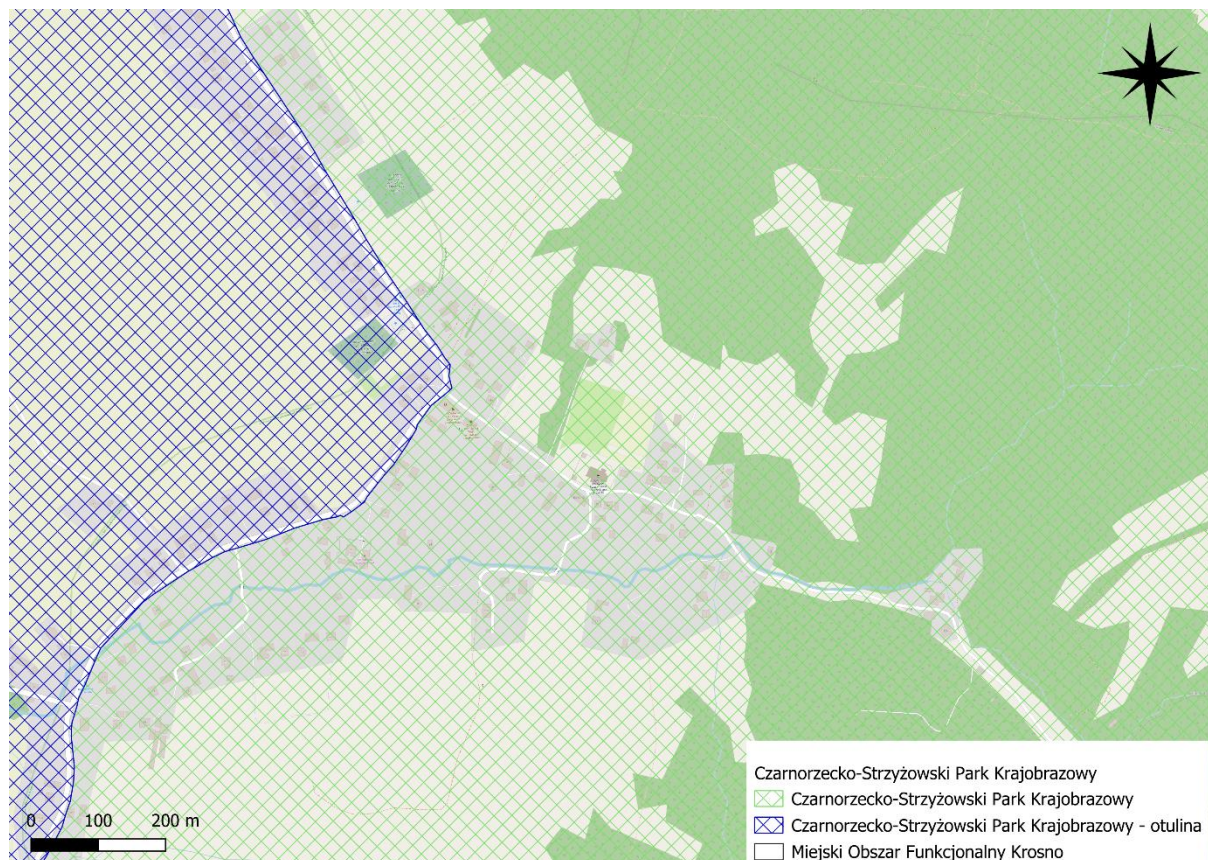 Czarnorzecko-Strzyżowski Park Krajobrazowy
Czarnorzecko-Strzyżowski Park Krajobrazowy
Czarnorzecko-Strzyżowski Park Krajobrazowy - otulina
Miejski Obszar Funkcjonalny Krosno
0 100 200 m